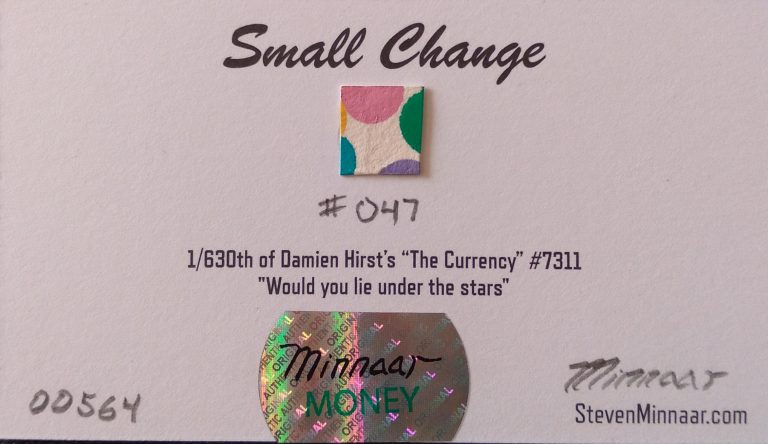 Small Change
#047
1/630th of Damien Hirst's "The Currency" #7311
"Would you lie under the stars"
Minnaar
MONEY
00564
Minnaar
StevenMinnaar.com